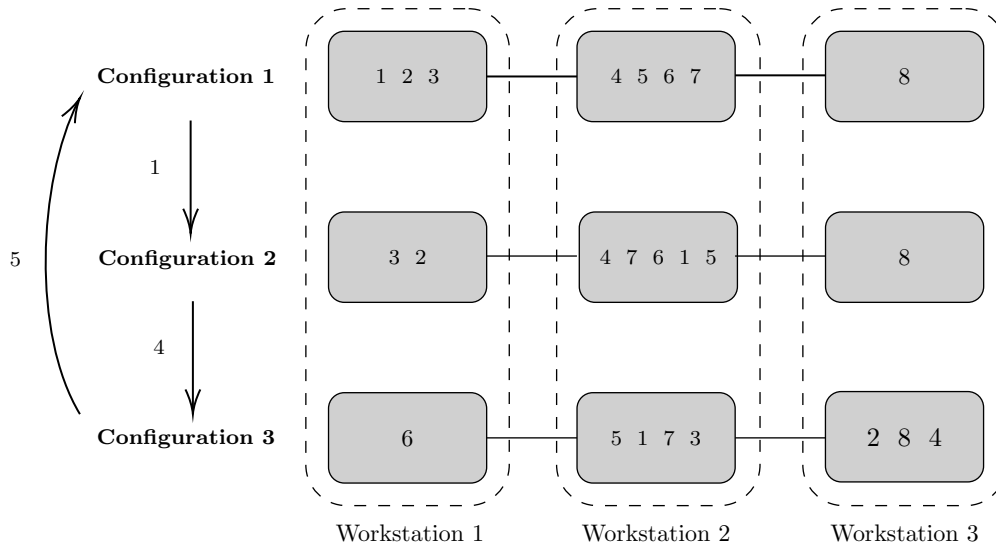 Configuration 1 1 2 3 4 5 6 7 8
1
Configuration 2 3 2 4 7 6 1 5 8
5
4
Configuration 3 6 5 1 7 3 2 8 4
Workstation 1 Workstation 2 Workstation 3